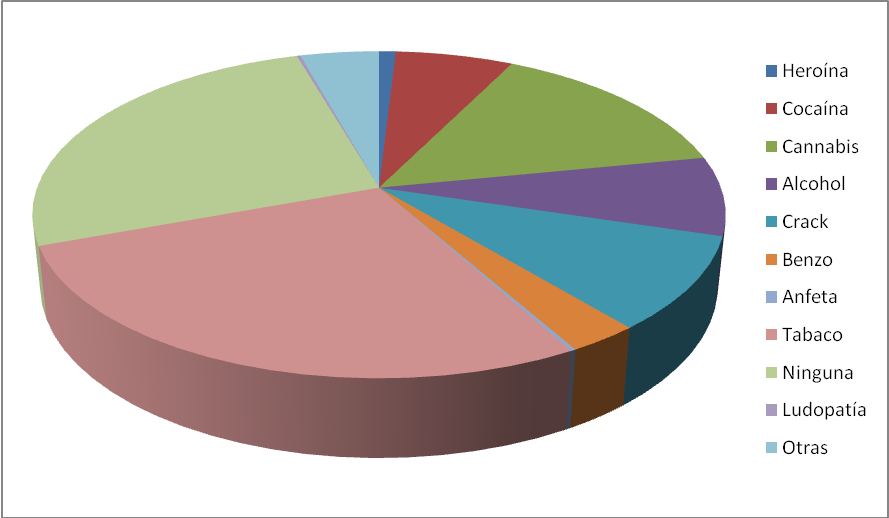 Heroína
Cocaína
Cannabis
Alcohol
Crack
Benzo
Anfeta
Tabaco
Ninguna
Ludopatía
Otras